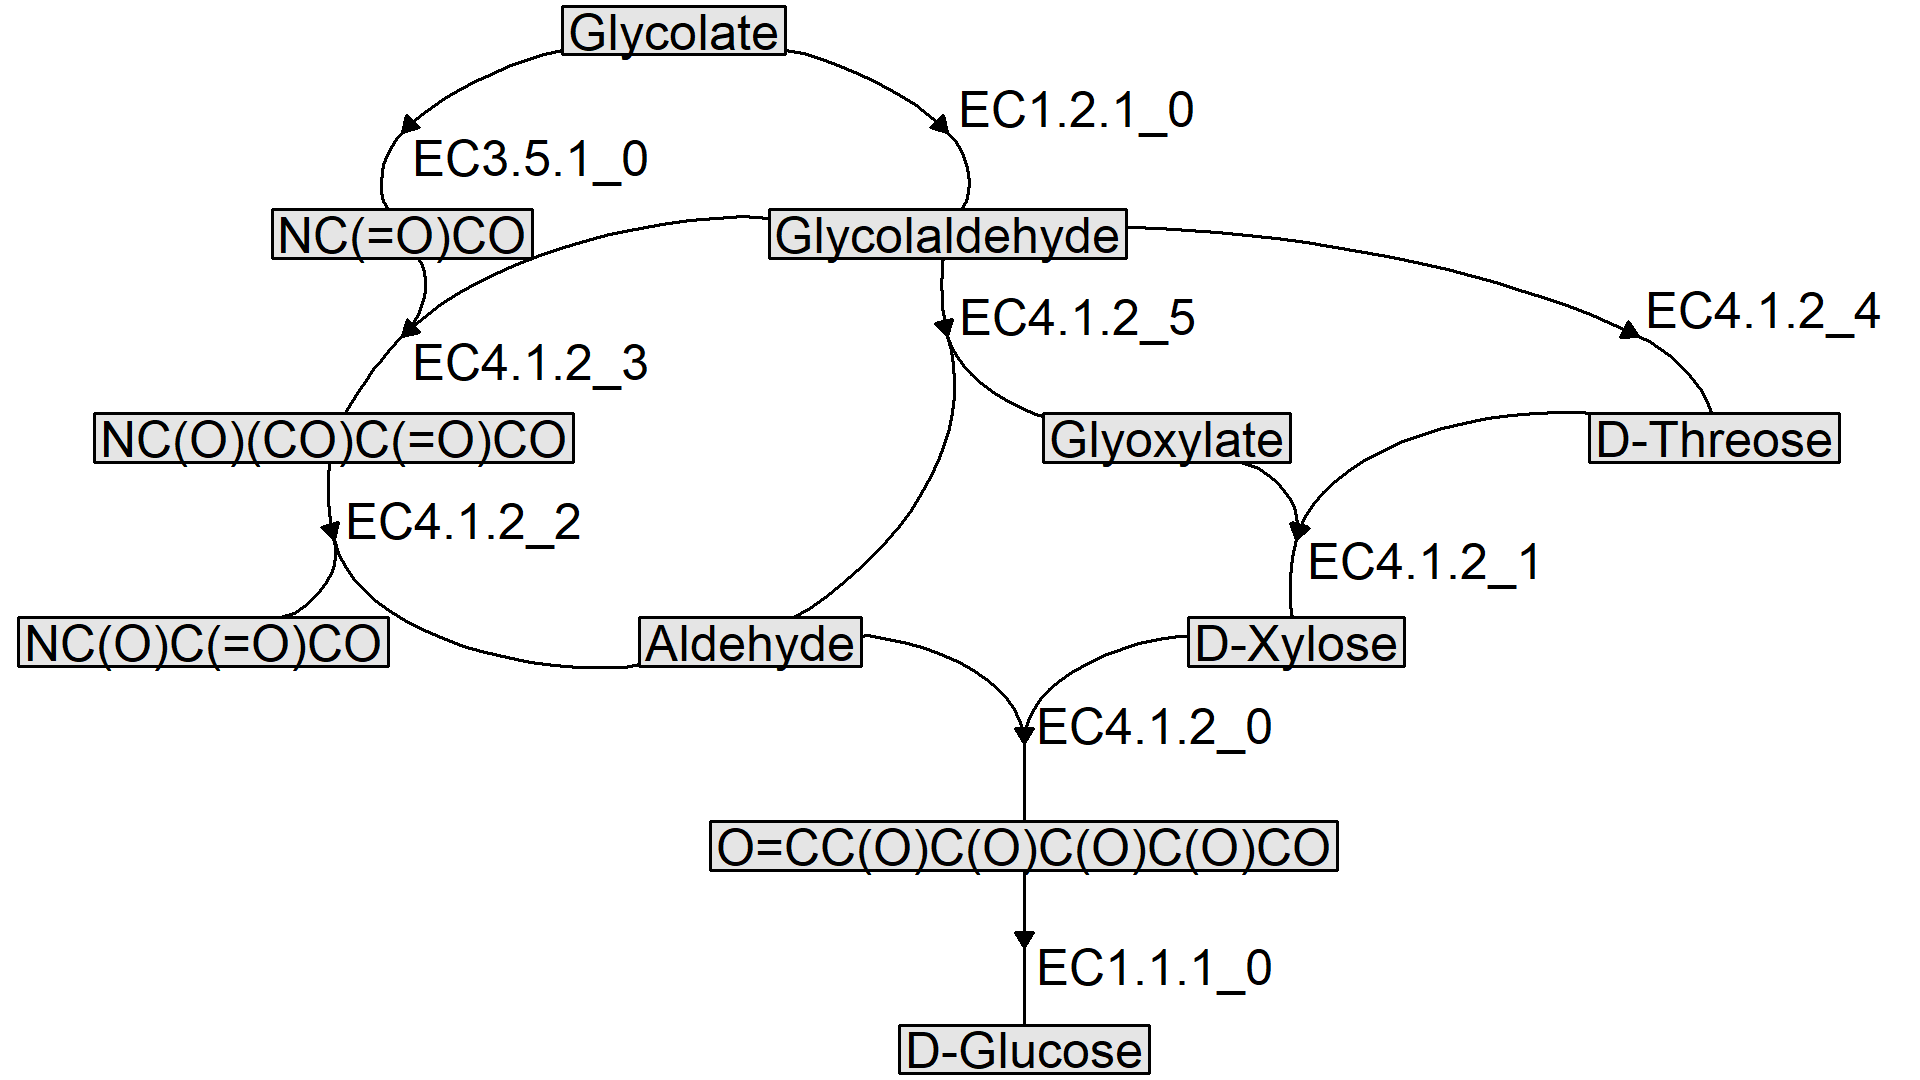 Glycolate
EC1.2.1_0
EC3.5.1_0
NC(=O)CO
Glycolaldehyde
EC4.1.2_5
EC4.1.2_4
EC4.1.2_3
NC(O)(CO)C(=O)CO
Glyoxylate
D-Threose
EC4.1.2_2
EC4.1.2_1
NC(O)C(=O)CO
Aldehyde
D-Xylose
EC4.1.2_0
O=CC(O)C(O)C(O)C(O)CO
EC1.1.1_0
D-Glucose